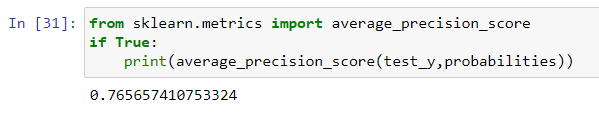 In [31]: from sklearn.metrics import average_precision_score
if True:
    print(average_precision_score(test_y,probabilities))
0.765657410753324